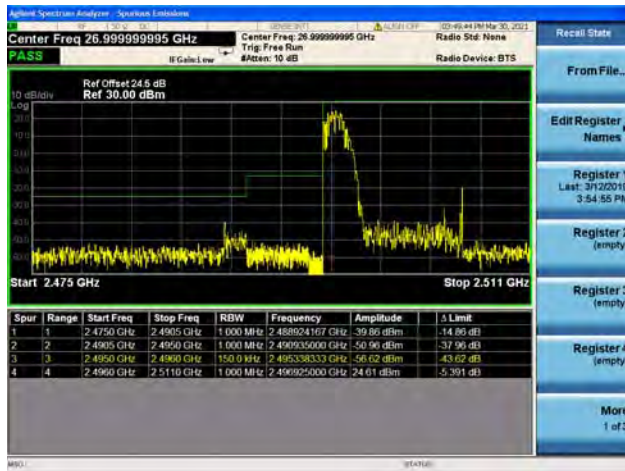 Agilent Spectrum Analyzer - Spurious Emissions
RF 50 Ω DC SENSE:INT ALIGN OFF 03:49:44 PM Mar 30, 2021
Center Freq 26.999999995 GHz
Center Freq: 26.999999995 GHz
Radio Std: None
Trig: Free Run
PASS
IFGain:Low
#Atten: 10 dB
Radio Device: BTS
Ref Offset 24.5 dB
10 dB/div Ref 30.00 dBm
Log
Start 2.475 GHz
Stop 2.511 GHz
Spur Range Start Freq Stop Freq RBW Frequency Amplitude Δ Limit
1 1 2.4750 GHz 2.4905 GHz 1.000 MHz 2.488924167 GHz -39.86 dBm -14.86 dB
2 2 2.4905 GHz 2.4950 GHz 1.000 MHz 2.490935000 GHz -50.96 dBm -37.96 dB
3 3 2.4950 GHz 2.4960 GHz 150.0 kHz 2.495338333 GHz -56.62 dBm -43.62 dB
4 4 2.4960 GHz 2.5110 GHz 1.000 MHz 2.496925000 GHz 24.61 dBm -5.391 dB
MSG
STATUS
Recall State
From File...
Edit Register
Names
Register
Last: 3/12/201
3:54:55 PM
Register 2
(empty
Register 3
(empty
Register 4
(empty
More
1 of